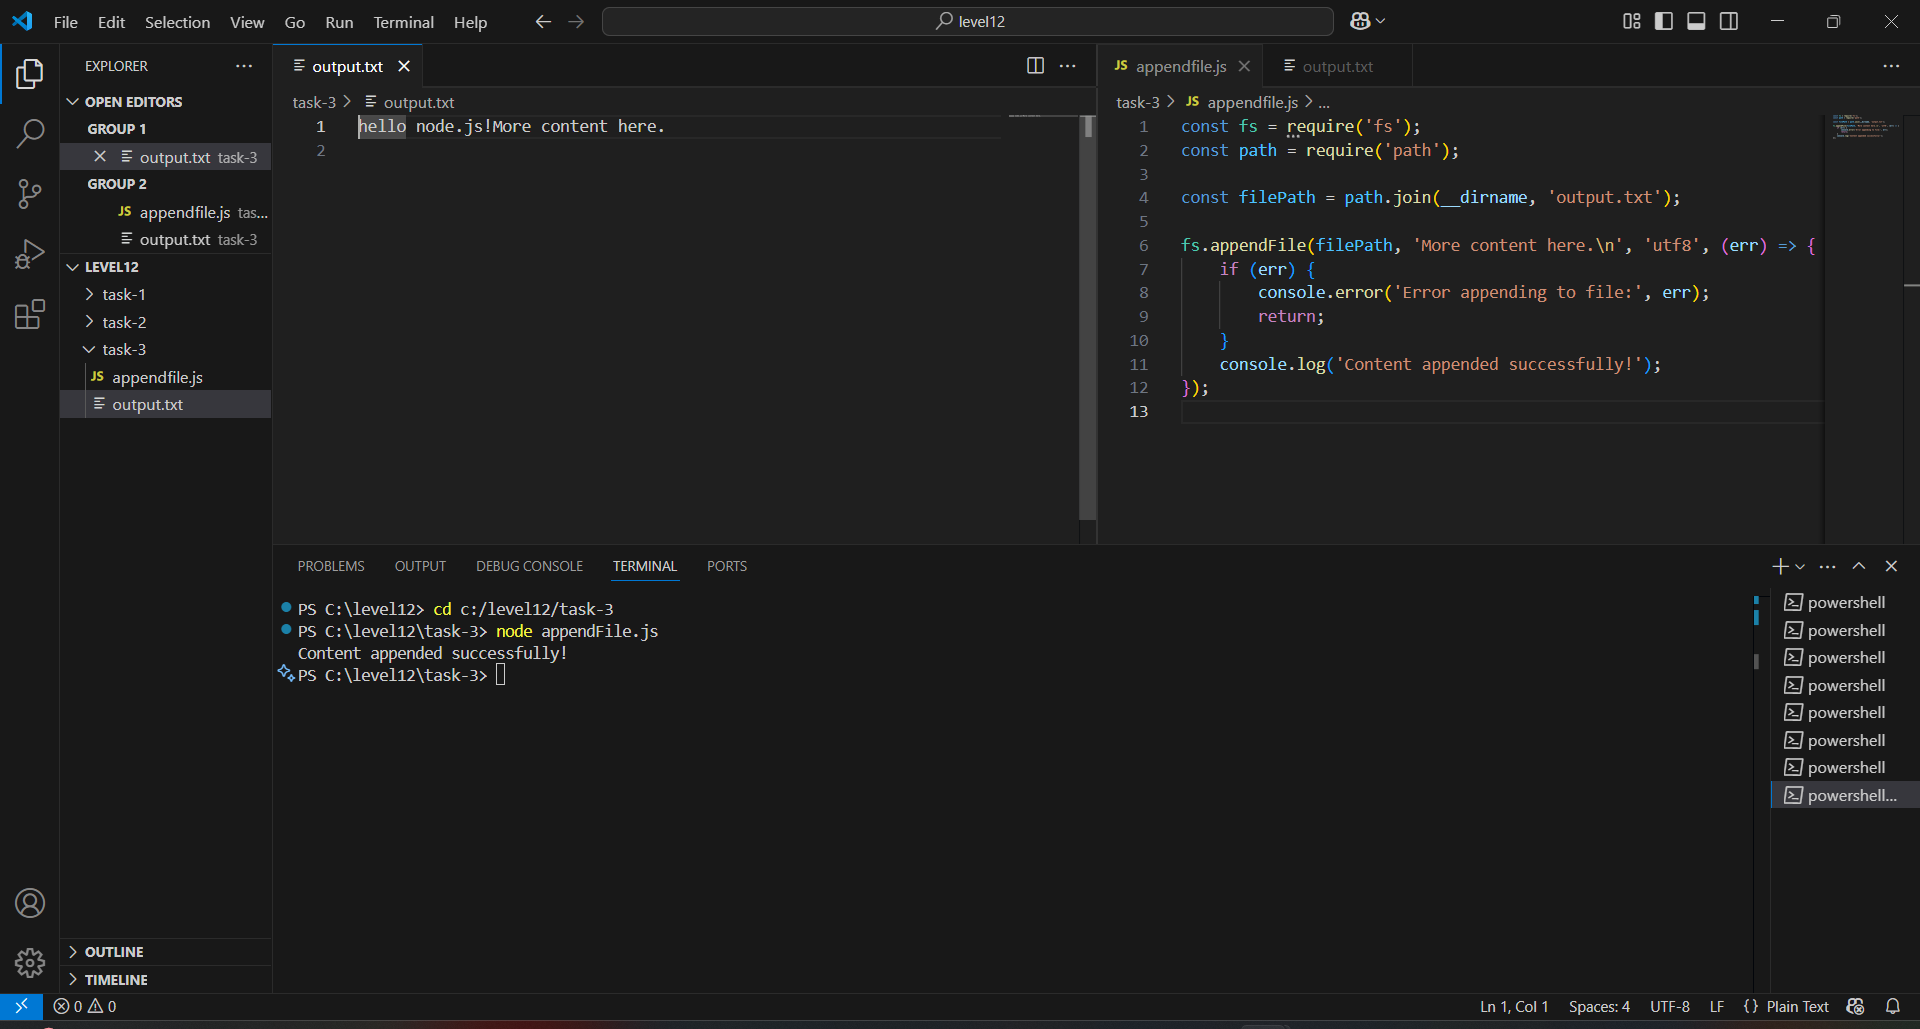 File Edit Selection View Go Run Terminal Help
level12
EXPLORER
OPEN EDITORS
GROUP 1
output.txt task-3
GROUP 2
JS appendfile.js tas...
output.txt task-3
LEVEL12
task-1
task-2
task-3
JS appendfile.js
output.txt
OUTLINE
TIMELINE
output.txt
task-3 > output.txt
1 hello node.js!More content here.
2
JS appendfile.js
output.txt
task-3 > JS appendfile.js > ...
1 const fs = require('fs');
2 const path = require('path');
3
4 const filePath = path.join(__dirname, 'output.txt');
5
6 fs.appendFile(filePath, 'More content here.\n', 'utf8', (err) => {
7 if (err) {
8 console.error('Error appending to file:', err);
9 return;
10 }
11 console.log('Content appended successfully!');
12 });
13
PROBLEMS OUTPUT DEBUG CONSOLE TERMINAL PORTS
PS C:\level12> cd c:/level12/task-3
PS C:\level12\task-3> node appendFile.js
Content appended successfully!
PS C:\level12\task-3>
powershell
powershell
powershell
powershell
powershell
powershell
powershell
powershell...
0 0
Ln 1, Col 1 Spaces: 4 UTF-8 LF {} Plain Text